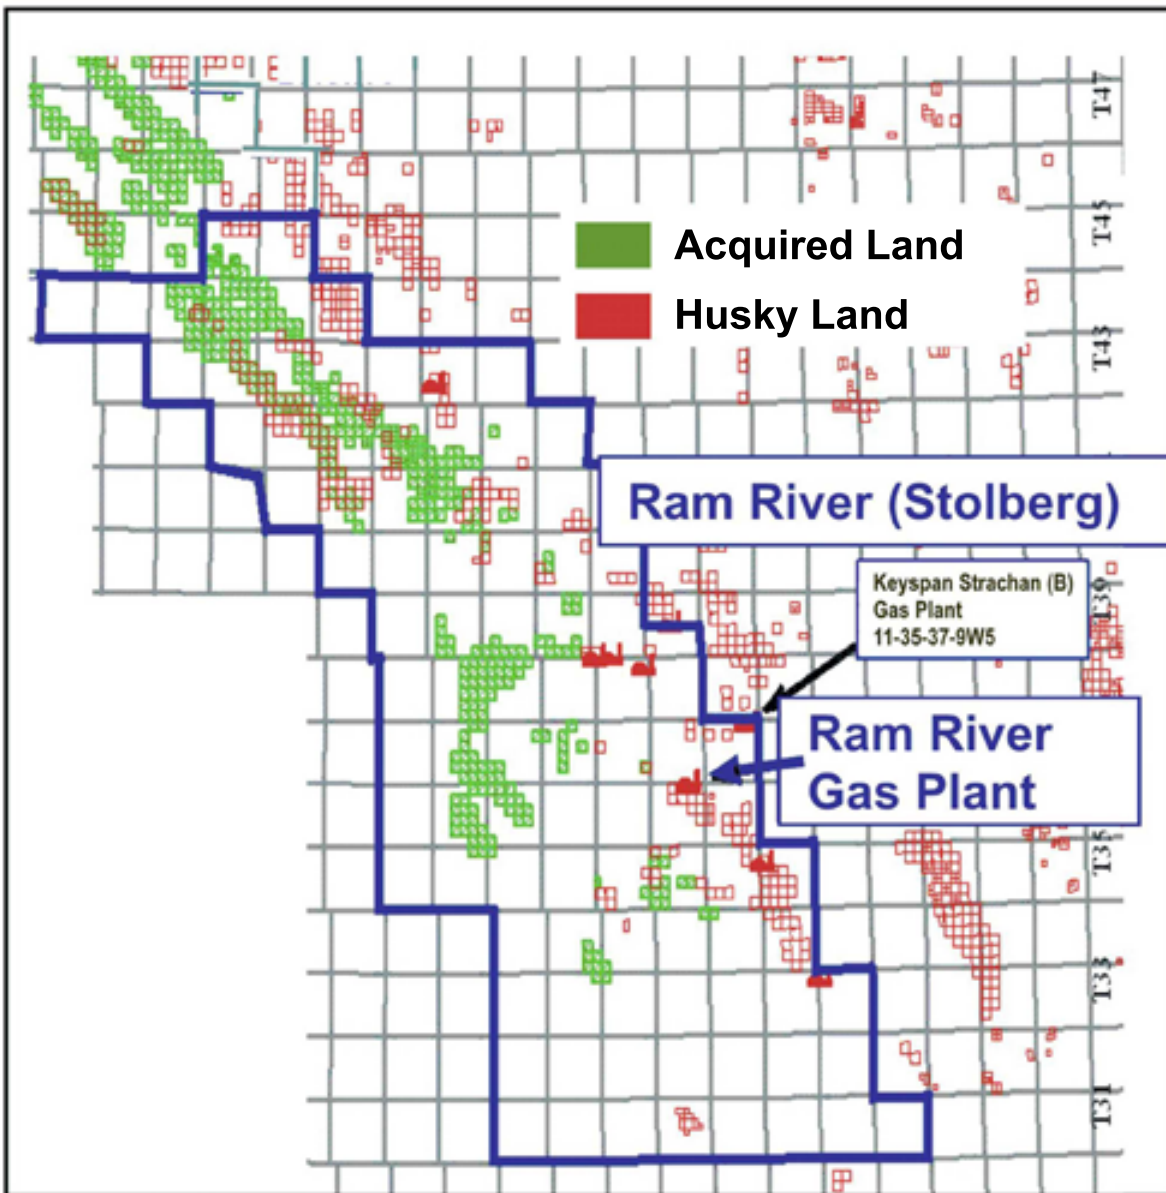 T47
T45
Acquired Land
Husky Land
T43
Ram River (Stolberg)
Keyspan Strachan (B)
Gas Plant
11-35-37-9W5
T39
Ram River
Gas Plant
T35
T33
T31